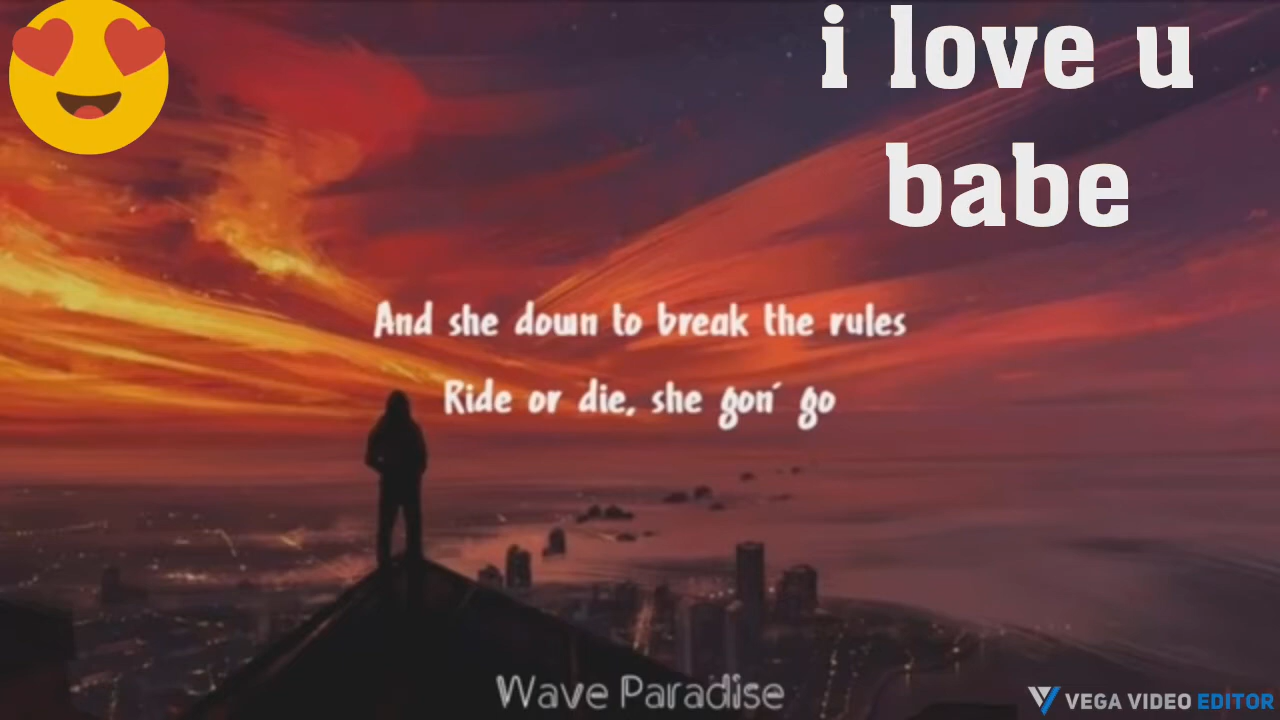 i love u
babe
And she down to break the rules
Ride or die, she gon' go
Wave Paradise
VEGA VIDEO EDITOR